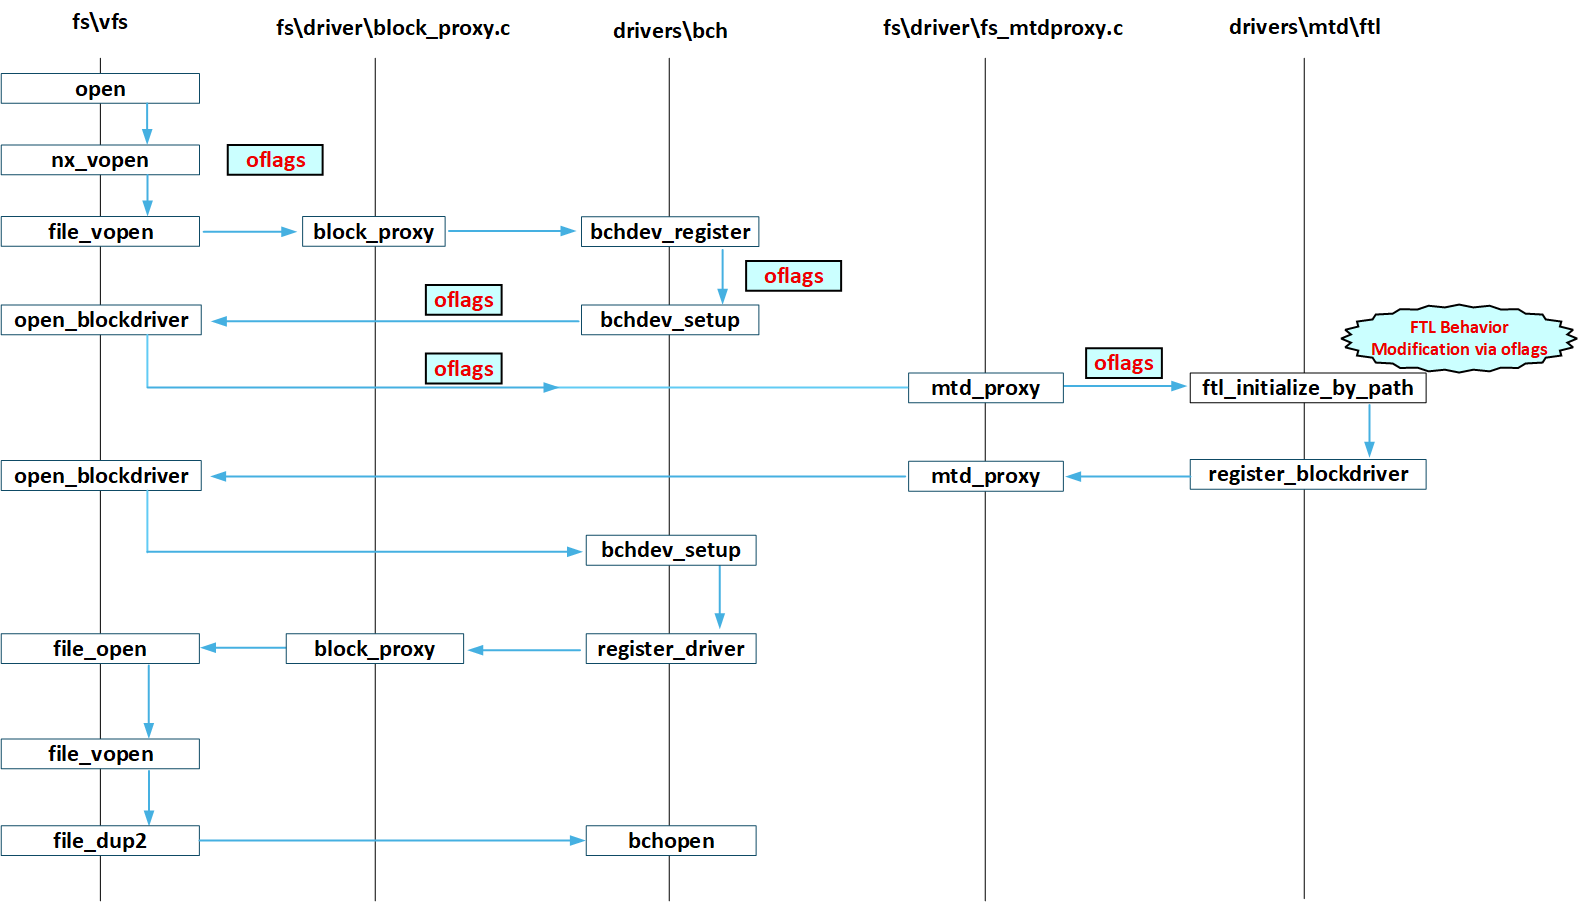 fs\vfs
fs\driver\block_proxy.c
drivers\bch
fs\driver\fs_mtdproxy.c
drivers\mtd\ftl
open
nx_vopen
oflags
file_vopen
block_proxy
bchdev_register
oflags
oflags
open_blockdriver
bchdev_setup
FTL Behavior
Modification via oflags
oflags
oflags
mtd_proxy
ftl_initialize_by_path
open_blockdriver
mtd_proxy
register_blockdriver
bchdev_setup
file_open
block_proxy
register_driver
file_vopen
file_dup2
bchopen